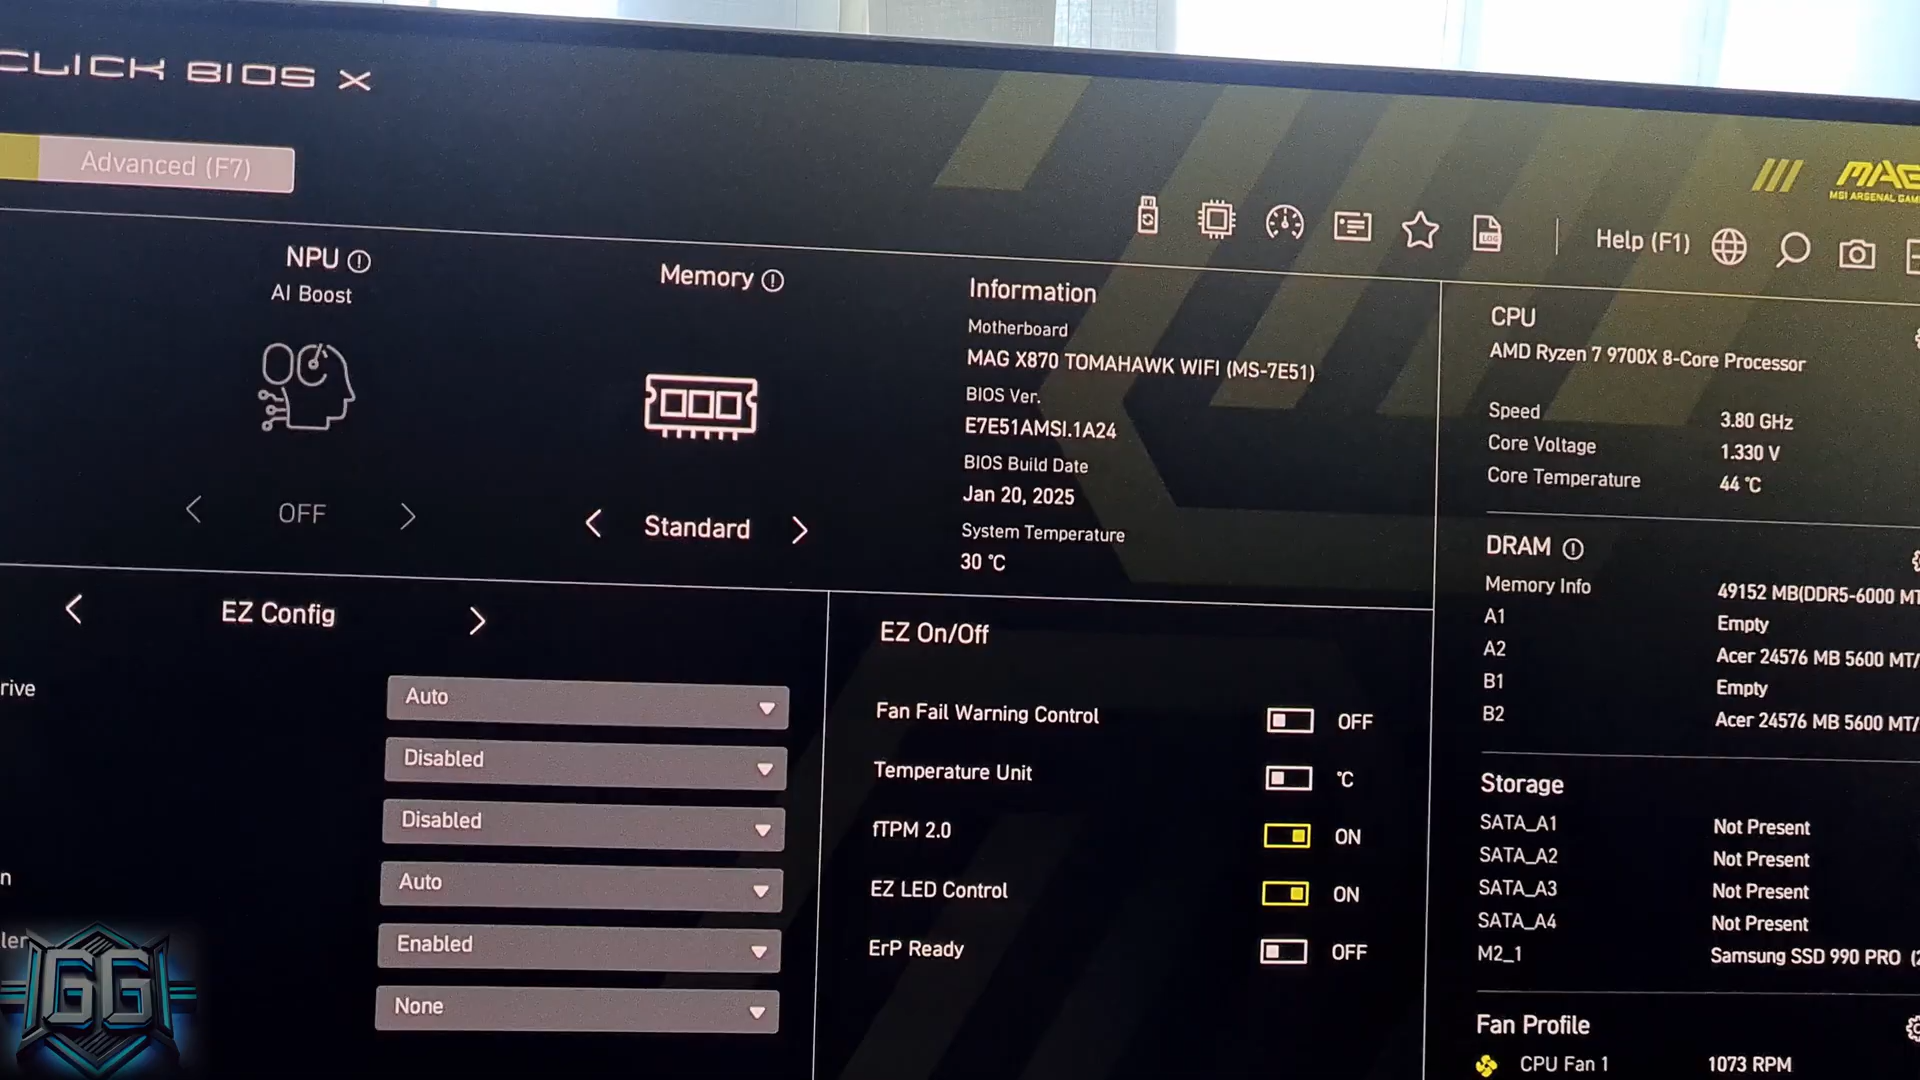 CLICK BIOS X
Advanced (F7)
MAG
MSI ARSENAL GAM
LOG
Help (F1)
NPU
AI Boost
OFF
Memory
Standard
Information
Motherboard
MAG X870 TOMAHAWK WIFI (MS-7E51)
BIOS Ver.
E7E51AMSI.1A24
BIOS Build Date
Jan 20, 2025
System Temperature
30 °C
CPU
AMD Ryzen 7 9700X 8-Core Processor
Speed 3.80 GHz
Core Voltage 1.330 V
Core Temperature 44 °C
DRAM
Memory Info 49152 MB(DDR5-6000 MT
A1 Empty
A2 Acer 24576 MB 5600 MT/
B1 Empty
B2 Acer 24576 MB 5600 MT/
Storage
SATA_A1 Not Present
SATA_A2 Not Present
SATA_A3 Not Present
SATA_A4 Not Present
M2_1 Samsung SSD 990 PRO (2
Fan Profile
CPU Fan 1 1073 RPM
EZ Config
rive Auto
Disabled
Disabled
n Auto
ler Enabled
None
EZ On/Off
Fan Fail Warning Control OFF
Temperature Unit °C
fTPM 2.0 ON
EZ LED Control ON
ErP Ready OFF
GG